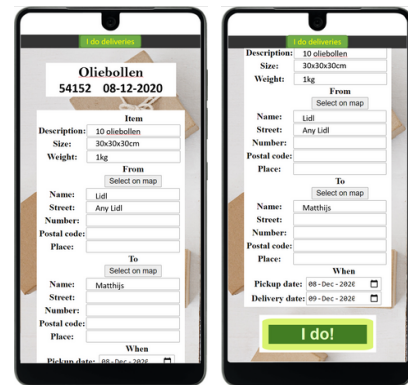 I do deliveries
Oliebollen
54152 08-12-2020
Item
Description: 10 oliebollen
Size: 30x30x30cm
Weight: 1kg
From
Select on map
Name: Lidl
Street: Any Lidl
Number:
Postal code:
Place:
To
Select on map
Name: Matthijs
Street:
Number:
Postal code:
Place:
When
Pickup date: 08-Dec-2020
I do deliveries
Description: 10 oliebollen
Size: 30x30x30cm
Weight: 1kg
From
Select on map
Name: Lidl
Street: Any Lidl
Number:
Postal code:
Place:
To
Select on map
Name: Matthijs
Street:
Number:
Postal code:
Place:
When
Pickup date: 08-Dec-2020
Delivery date: 09-Dec-2020
I do!